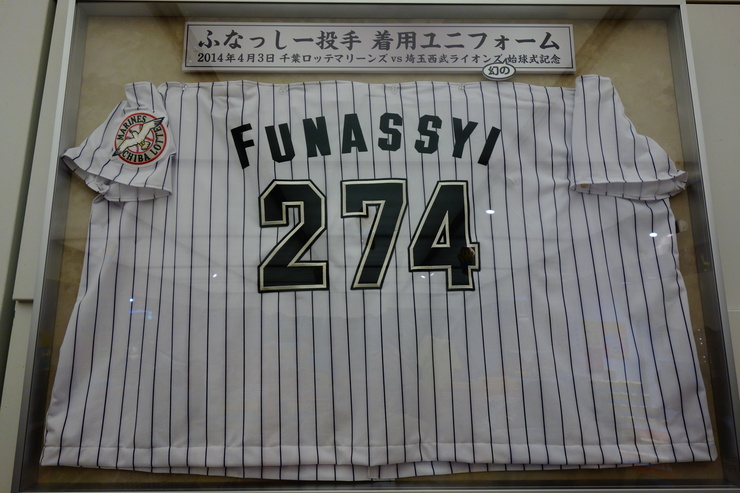 ふなっしー投手 着用ユニフォーム
2014年4月3日 千葉ロッテマリーンズ vs 埼玉西武ライオンズ 始球式記念
幻の
MARINES
CHIBA LOTTE
FUNASSYI
274